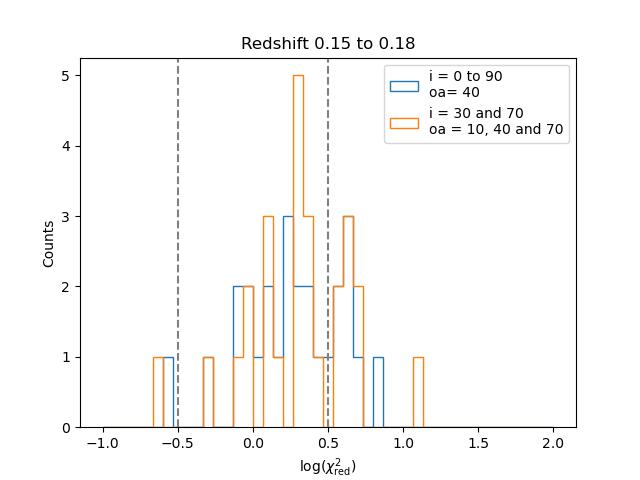 Redshift 0.15 to 0.18
i = 0 to 90
oa= 40
i = 30 and 70
oa = 10, 40 and 70
Counts
5
4
3
2
1
0
−1.0 −0.5 0.0 0.5 1.0 1.5 2.0
log(χ²red)